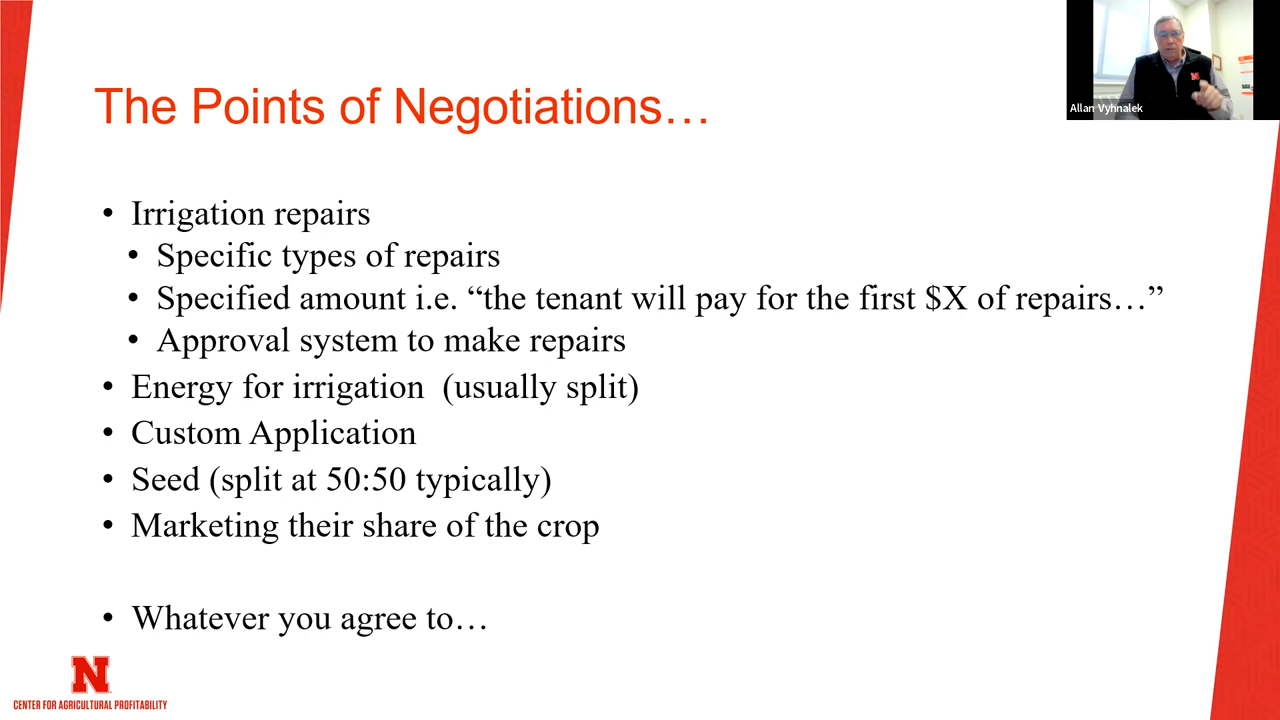 Allan Vyhnalek
The Points of Negotiations…
• Irrigation repairs
• Specific types of repairs
• Specified amount i.e. “the tenant will pay for the first $X of repairs…”
• Approval system to make repairs
• Energy for irrigation  (usually split)
• Custom Application
• Seed (split at 50:50 typically)
• Marketing their share of the crop
• Whatever you agree to…
N
CENTER FOR AGRICULTURAL PROFITABILITY